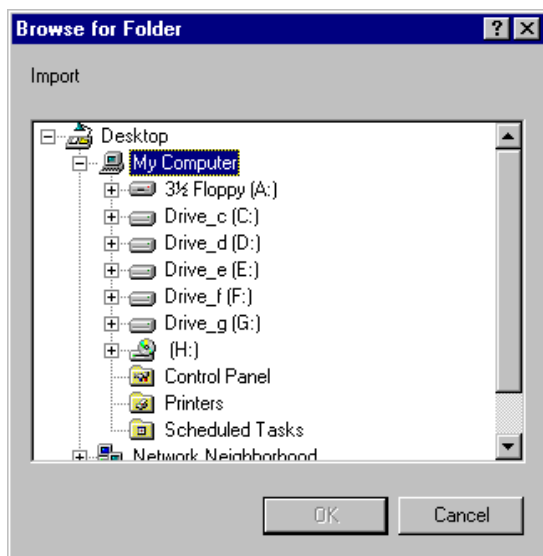 Browse for Folder
Import
Desktop
My Computer
3½ Floppy (A:)
Drive_c (C:)
Drive_d (D:)
Drive_e (E:)
Drive_f (F:)
Drive_g (G:)
(H:)
Control Panel
Printers
Scheduled Tasks
Network Neighborhood
OK Cancel